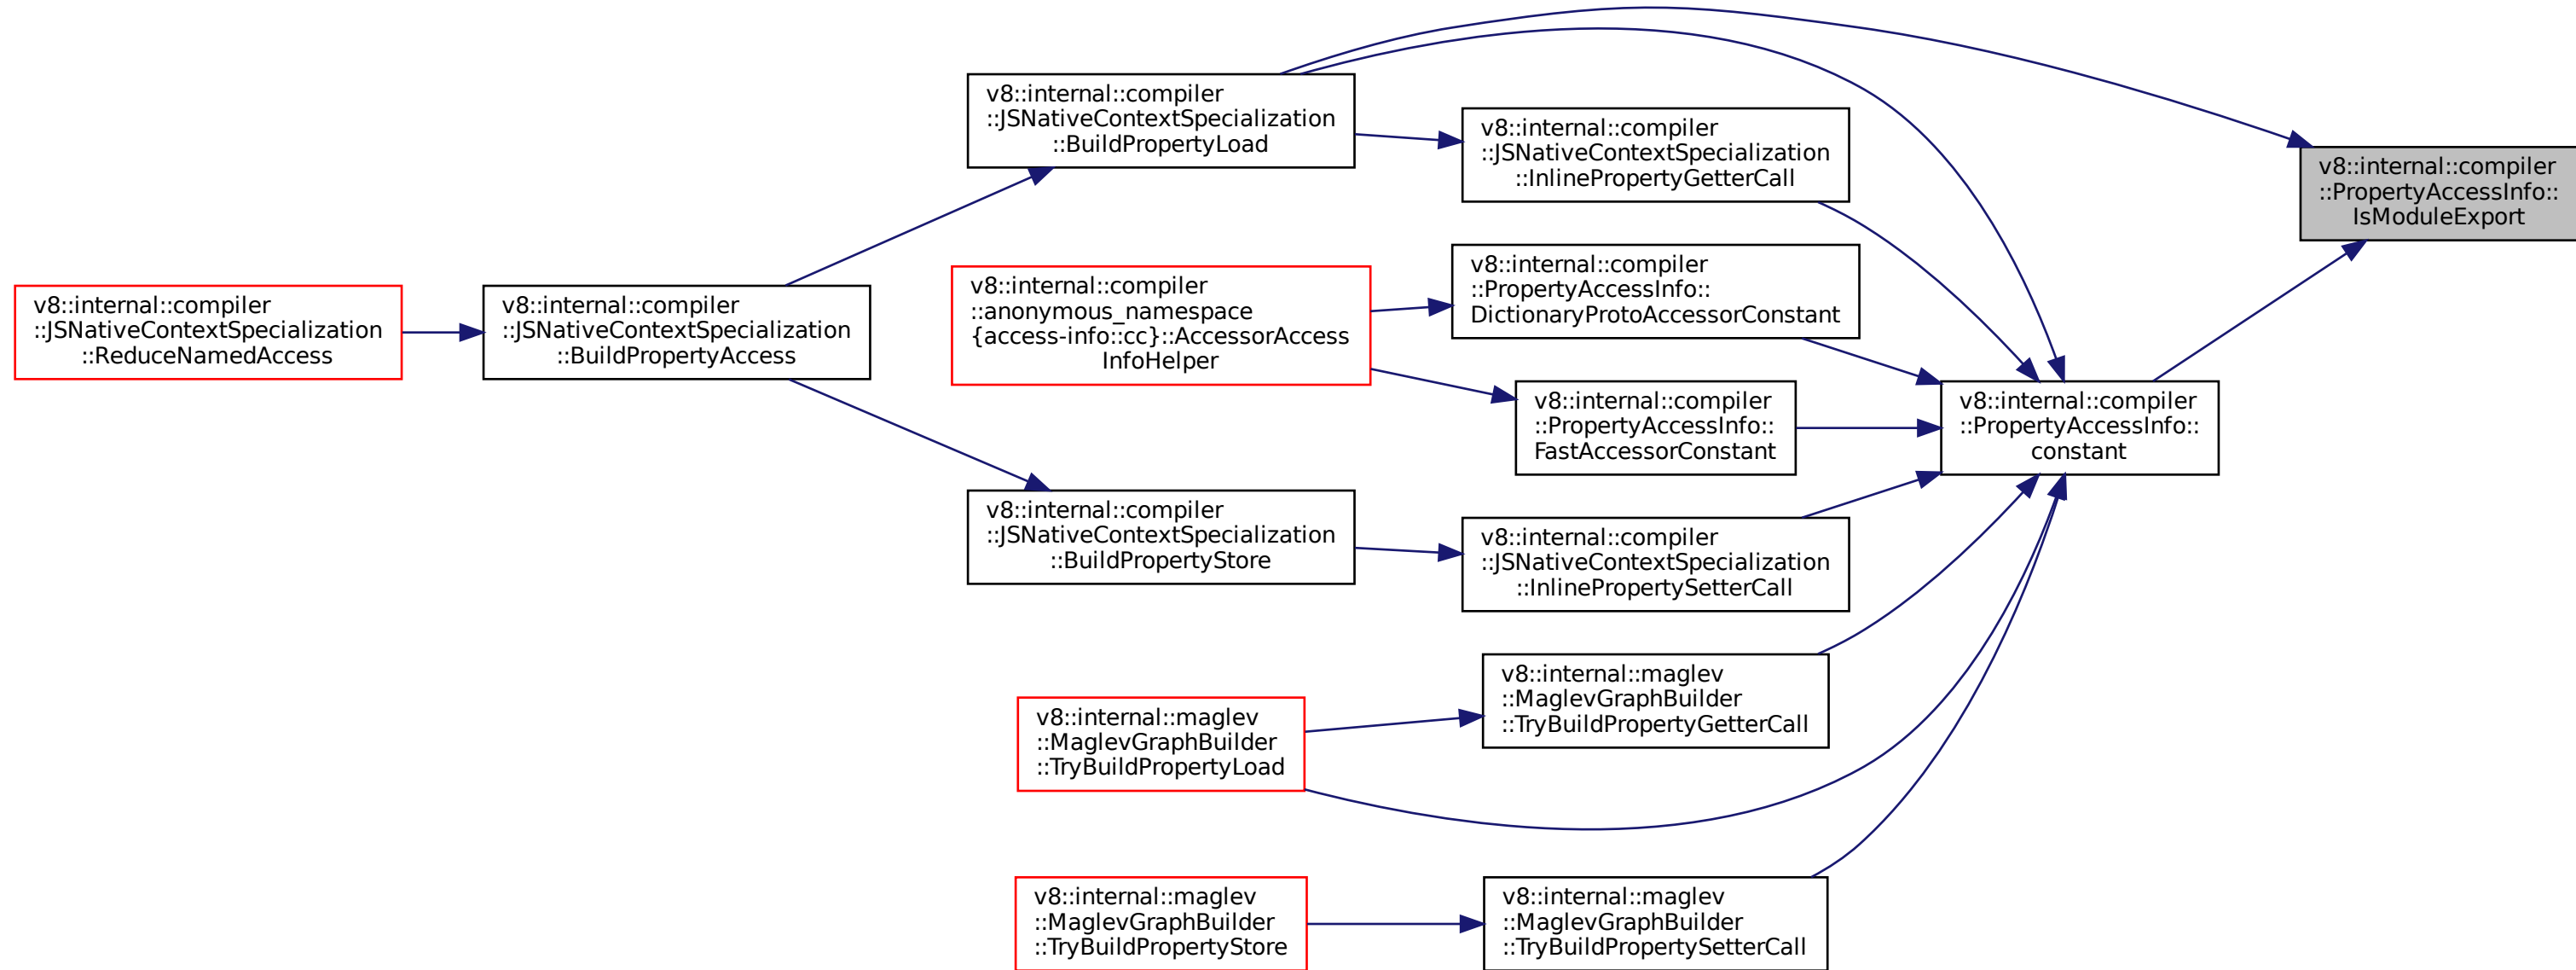 v8::internal::compiler
::JSNativeContextSpecialization
::ReduceNamedAccess
v8::internal::compiler
::JSNativeContextSpecialization
::BuildPropertyAccess
v8::internal::compiler
::JSNativeContextSpecialization
::BuildPropertyLoad
v8::internal::compiler
::anonymous_namespace
{access-info::cc}::AccessorAccess
InfoHelper
v8::internal::compiler
::JSNativeContextSpecialization
::BuildPropertyStore
v8::internal::maglev
::MaglevGraphBuilder
::TryBuildPropertyLoad
v8::internal::maglev
::MaglevGraphBuilder
::TryBuildPropertyStore
v8::internal::compiler
::JSNativeContextSpecialization
::InlinePropertyGetterCall
v8::internal::compiler
::PropertyAccessInfo::
DictionaryProtoAccessorConstant
v8::internal::compiler
::PropertyAccessInfo::
FastAccessorConstant
v8::internal::compiler
::JSNativeContextSpecialization
::InlinePropertySetterCall
v8::internal::maglev
::MaglevGraphBuilder
::TryBuildPropertyGetterCall
v8::internal::maglev
::MaglevGraphBuilder
::TryBuildPropertySetterCall
v8::internal::compiler
::PropertyAccessInfo::
constant
v8::internal::compiler
::PropertyAccessInfo::
IsModuleExport